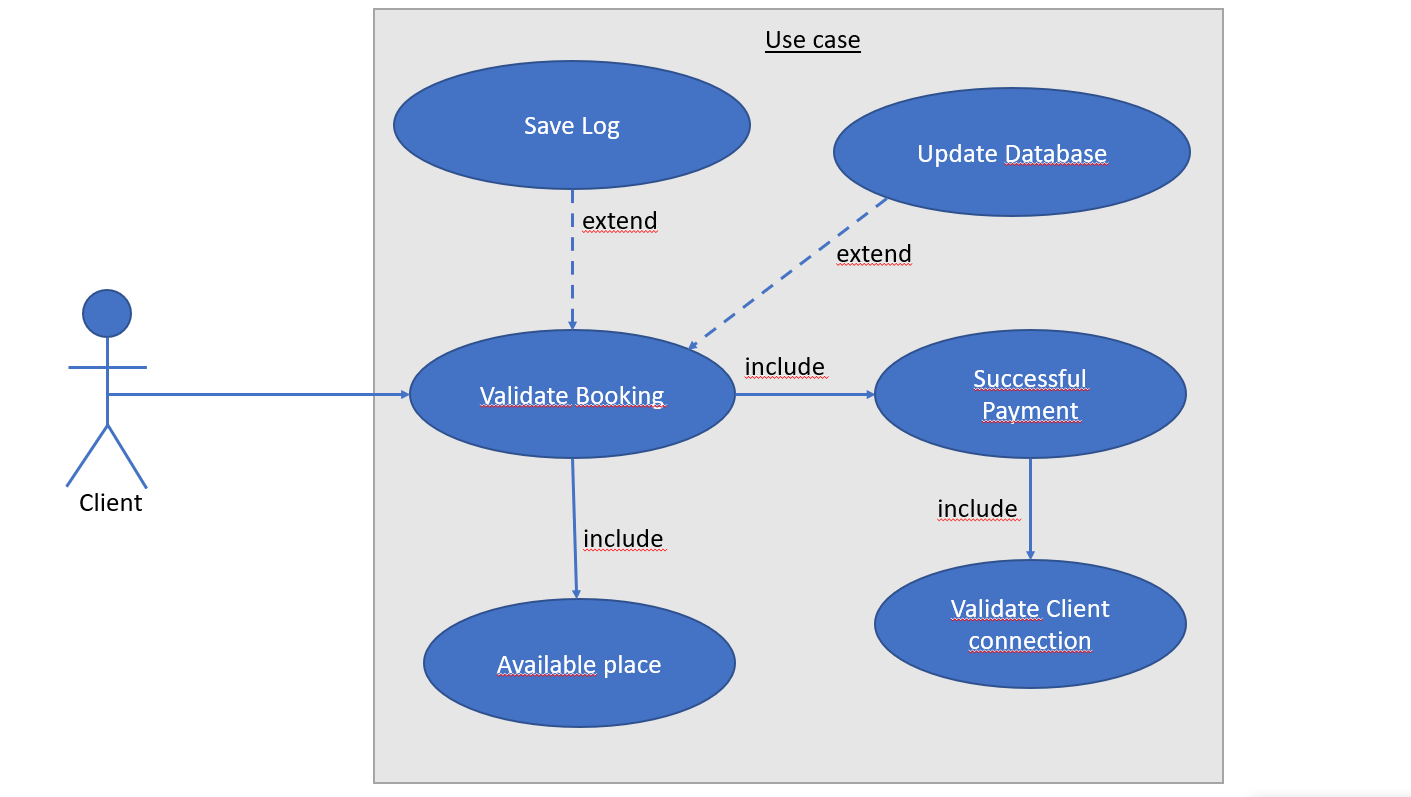 Use case
Save Log
Update Database
extend
extend
Validate Booking
include
Successful
Payment
Client
include
include
Available place
Validate Client
connection